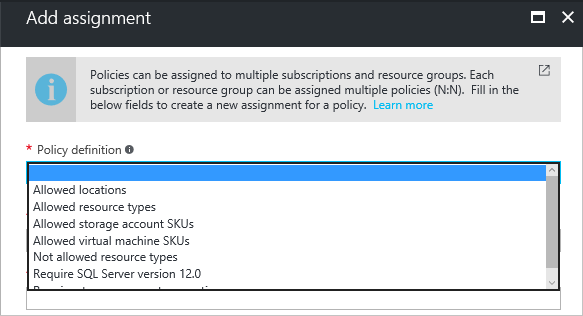 Add assignment
Policies can be assigned to multiple subscriptions and resource groups. Each
subscription or resource group can be assigned multiple policies (N:N). Fill in the
below fields to create a new assignment for a policy. Learn more
* Policy definition
Allowed locations
Allowed resource types
Allowed storage account SKUs
Allowed virtual machine SKUs
Not allowed resource types
Require SQL Server version 12.0